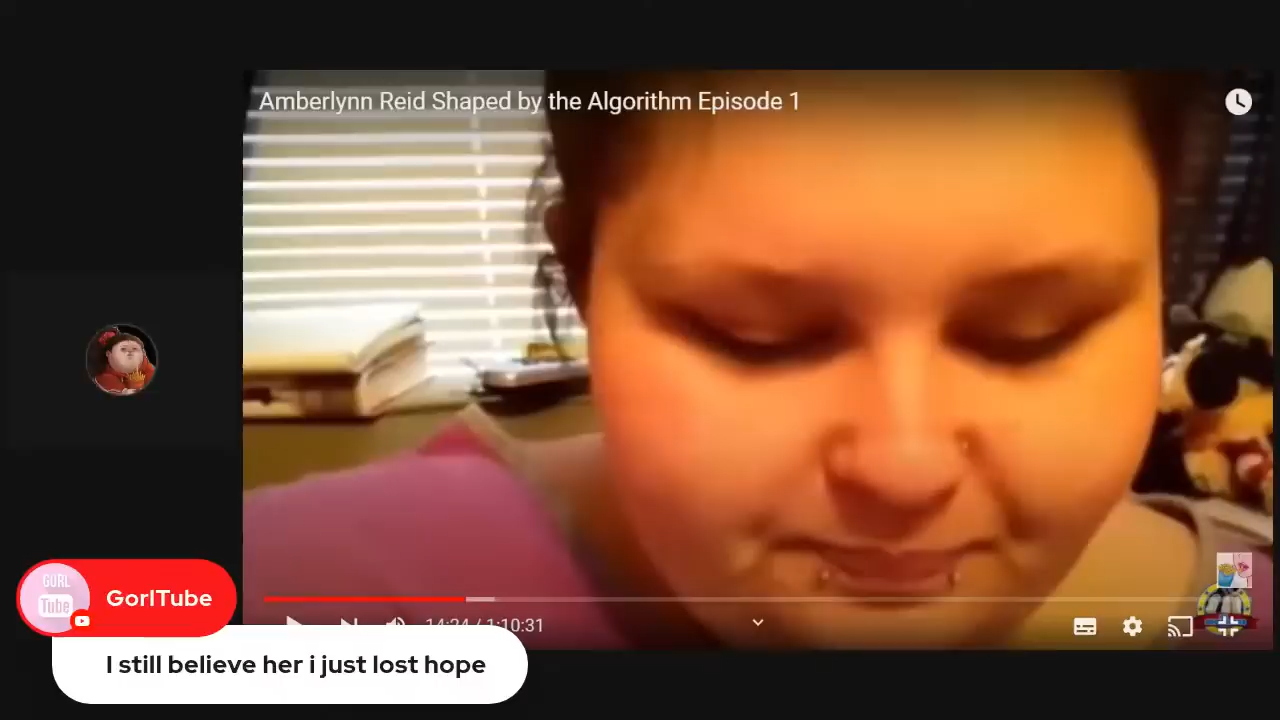 Amberlynn Reid Shaped by the Algorithm Episode 1
14:24 / 1:10:31
GURL
Tube
GorlTube
I still believe her i just lost hope